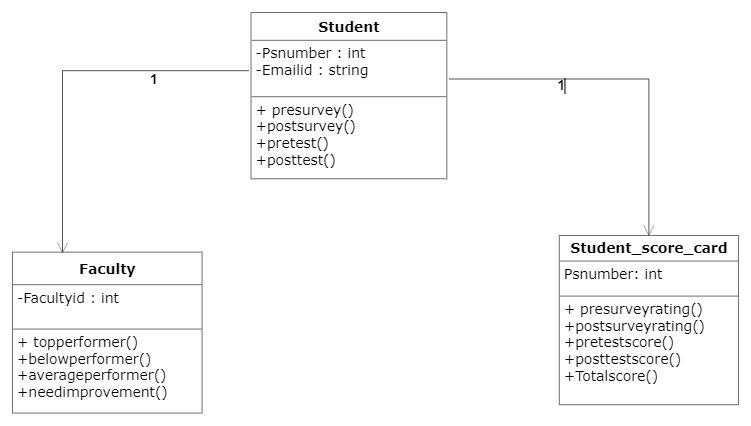 Student
-Psnumber : int
-Emailid : string
+ presurvey()
+postsurvey()
+pretest()
+posttest()
1
1
Faculty
-Facultyid : int
+ topperformer()
+belowperformer()
+averageperformer()
+needimprovement()
Student_score_card
Psnumber: int
+ presurveyrating()
+postsurveyrating()
+pretestscore()
+posttestscore()
+Totalscore()